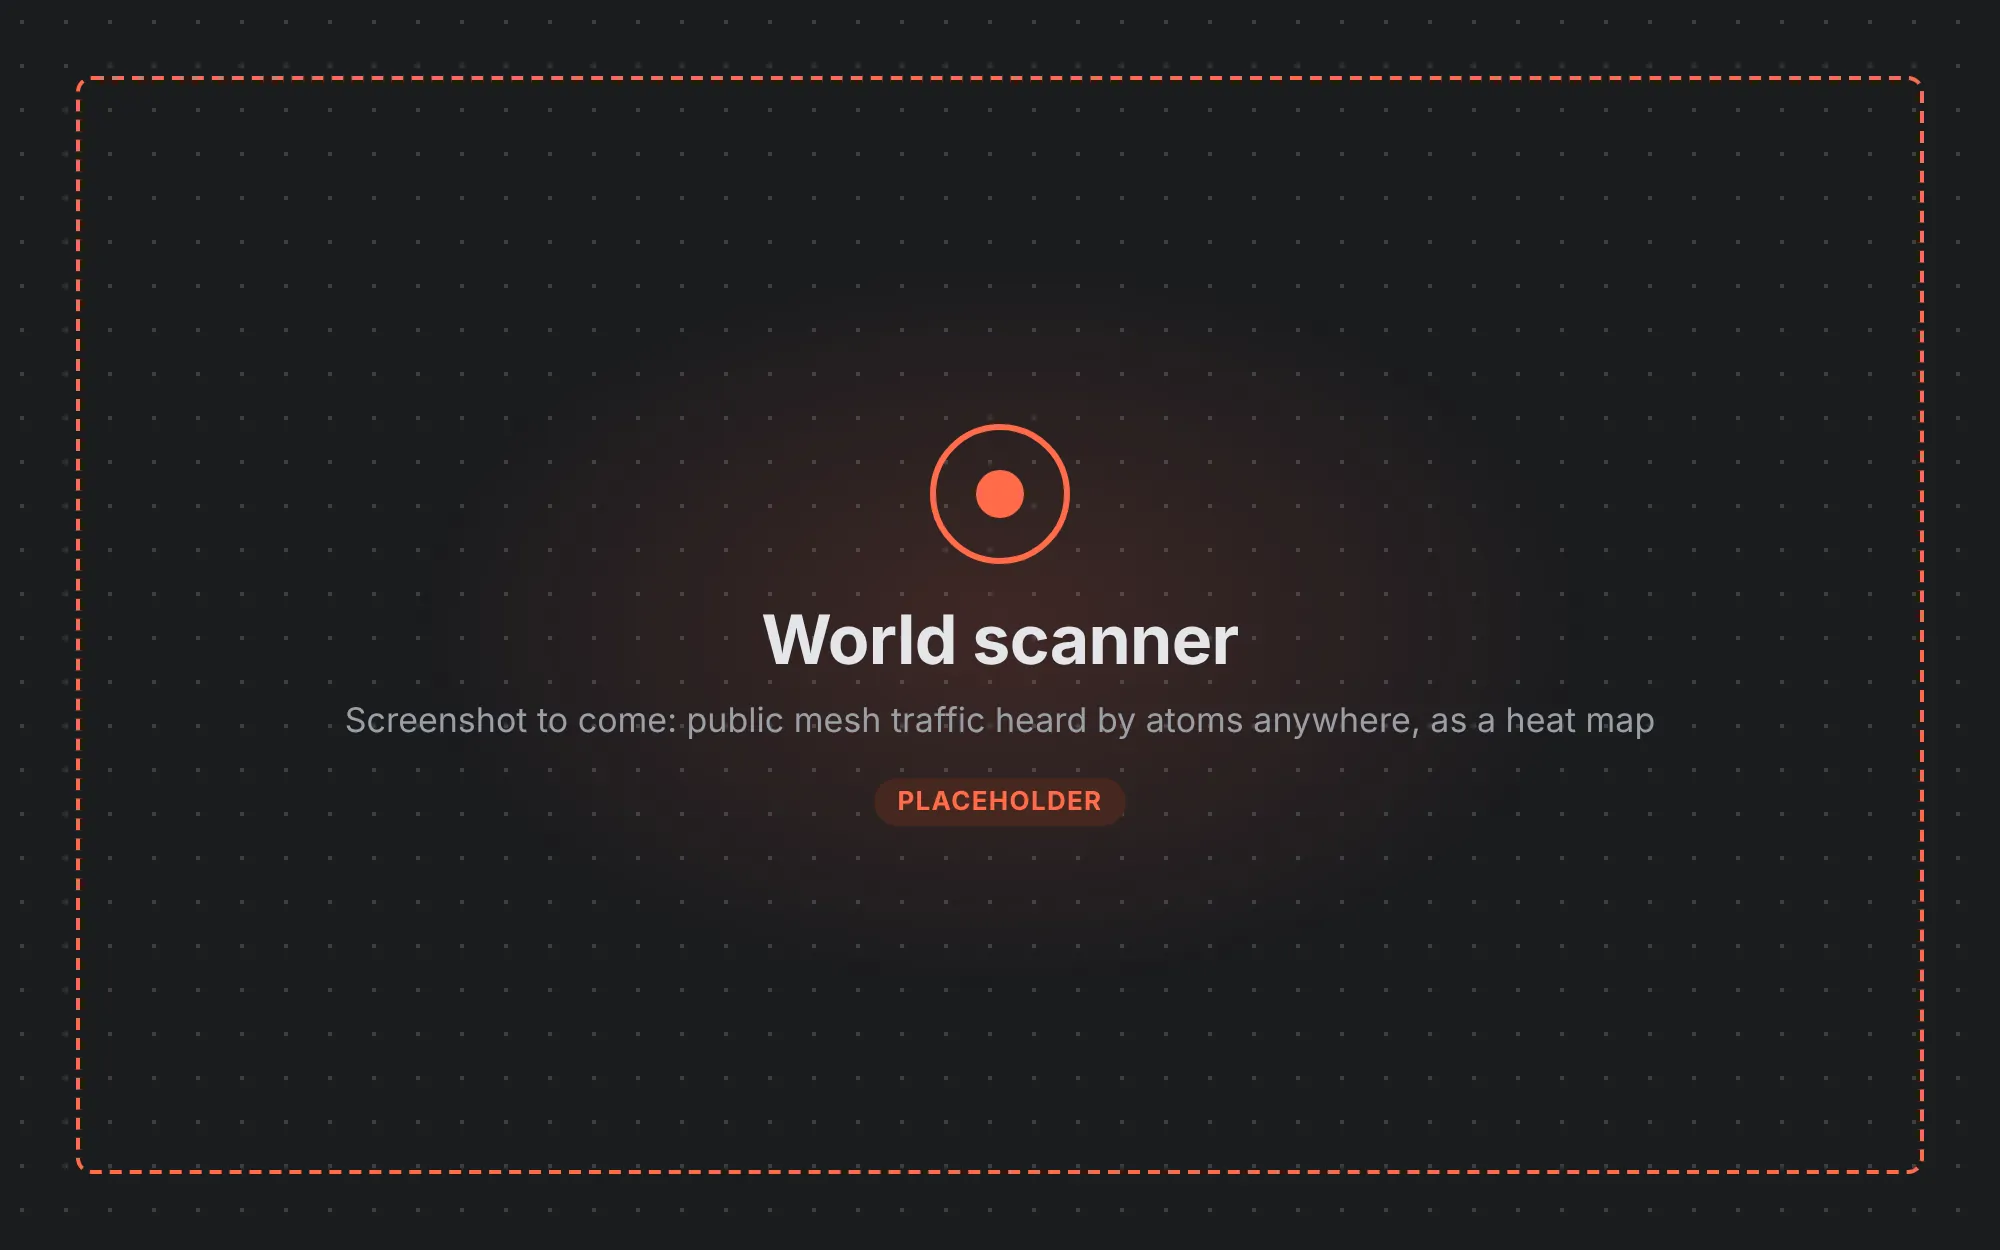 World scanner
Screenshot to come: public mesh traffic heard by atoms anywhere, as a heat map
PLACEHOLDER